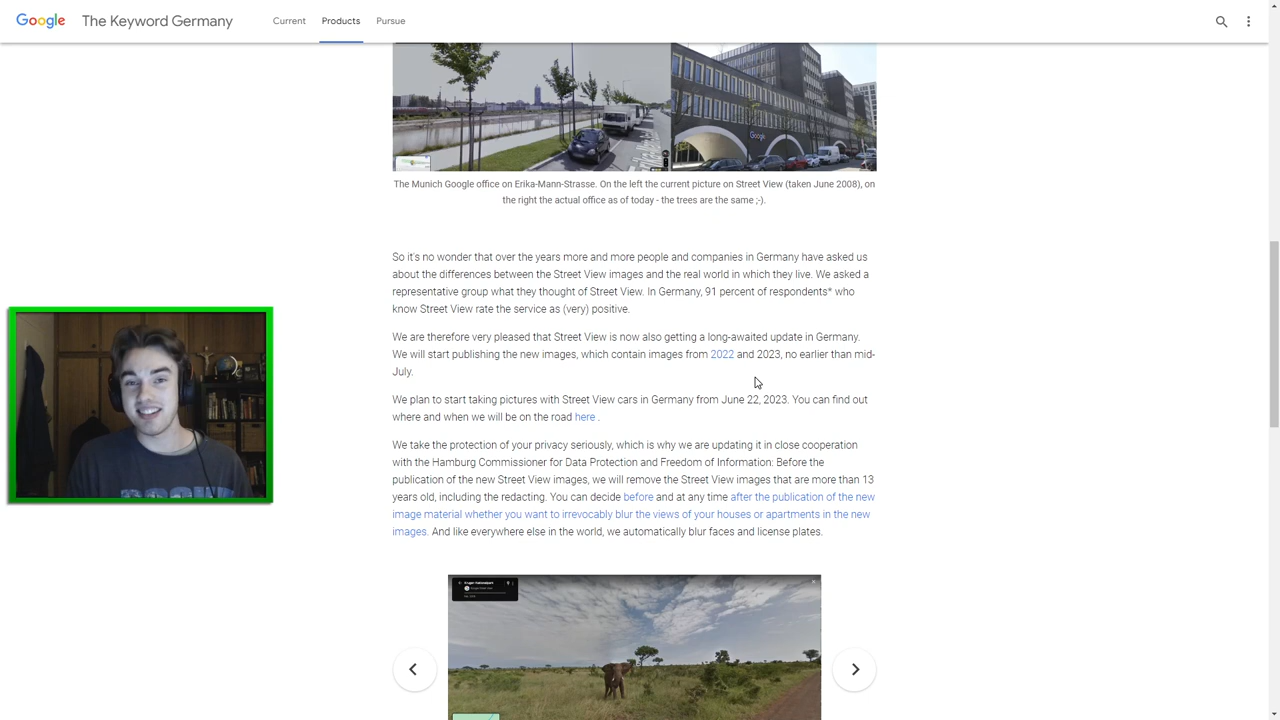 Google The Keyword Germany Current Products Pursue
Google
The Munich Google office on Erika-Mann-Strasse. On the left the current picture on Street View (taken June 2008), on
the right the actual office as of today - the trees are the same ;-).
So it's no wonder that over the years more and more people and companies in Germany have asked us
about the differences between the Street View images and the real world in which they live. We asked a
representative group what they thought of Street View. In Germany, 91 percent of respondents* who
know Street View rate the service as (very) positive.
We are therefore very pleased that Street View is now also getting a long-awaited update in Germany.
We will start publishing the new images, which contain images from 2022 and 2023, no earlier than mid-
July.
We plan to start taking pictures with Street View cars in Germany from June 22, 2023. You can find out
where and when we will be on the road here .
We take the protection of your privacy seriously, which is why we are updating it in close cooperation
with the Hamburg Commissioner for Data Protection and Freedom of Information: Before the
publication of the new Street View images, we will remove the Street View images that are more than 13
years old, including the redacting. You can decide before and at any time after the publication of the new
image material whether you want to irrevocably blur the views of your houses or apartments in the new
images. And like everywhere else in the world, we automatically blur faces and license plates.